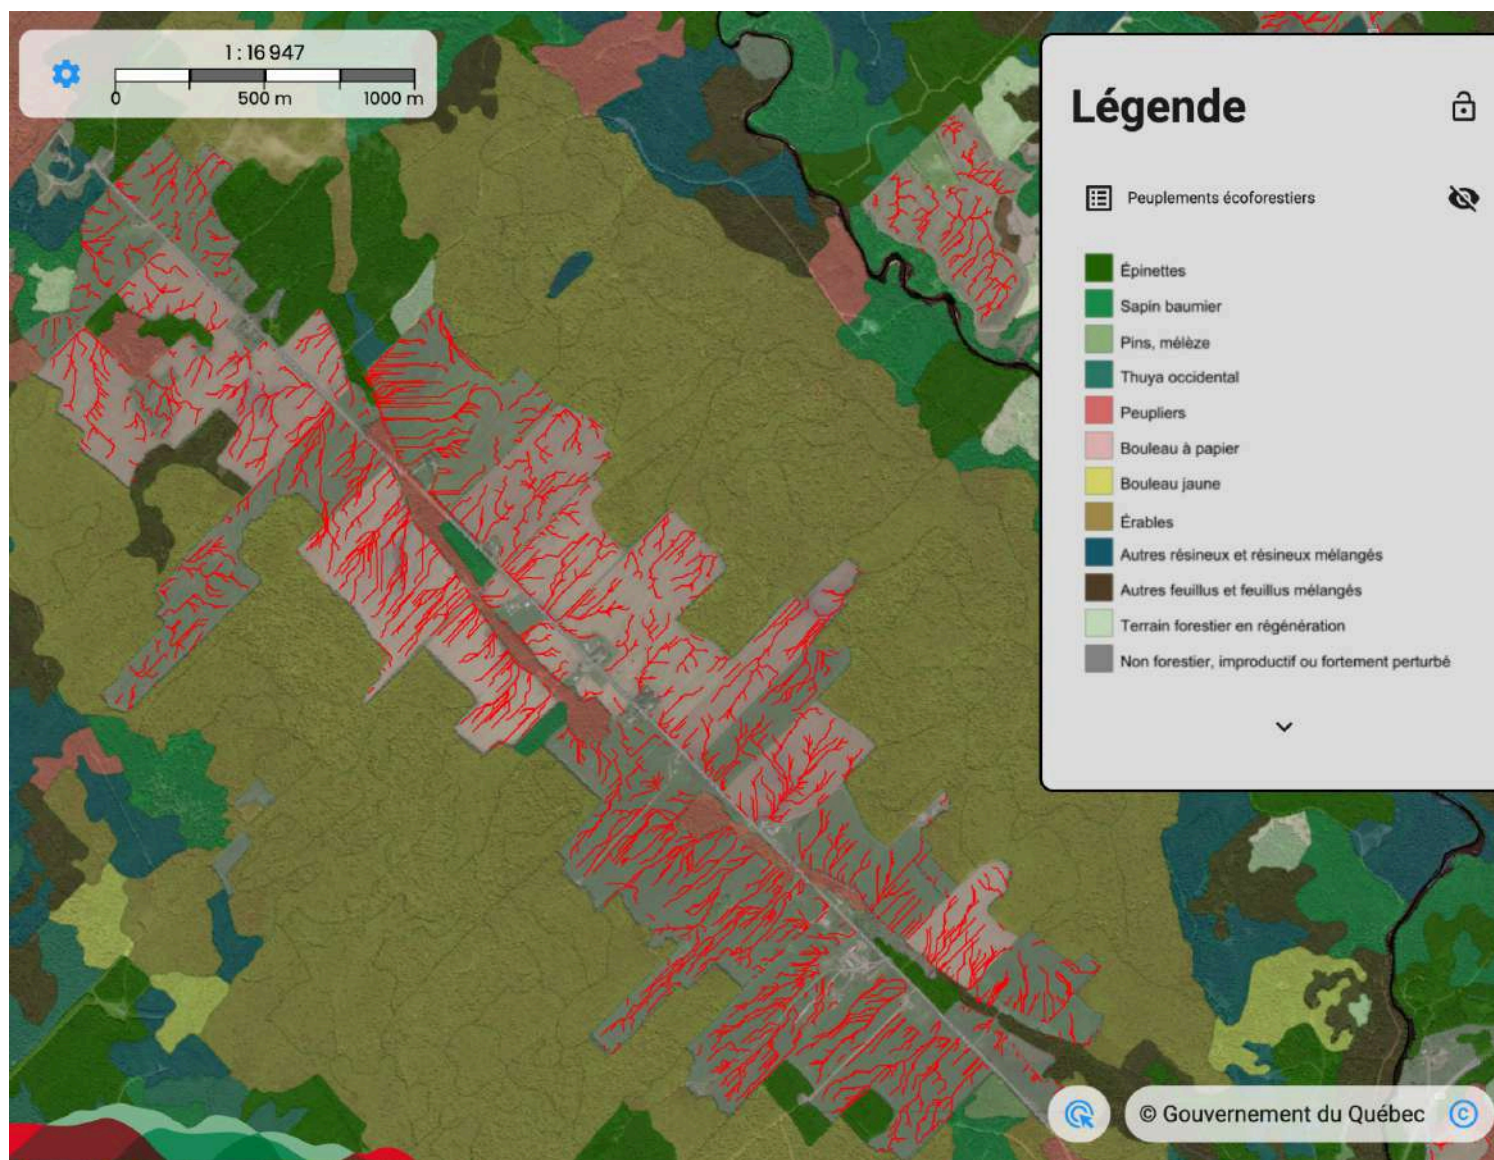 1 : 16 947
0
500 m
1000 m
Légende
Peuplements écoforestiers
Épinettes
Sapin baumier
Pins, mélèze
Thuya occidental
Peupliers
Bouleau à papier
Bouleau jaune
Érables
Autres résineux et résineux mélangés
Autres feuillus et feuillus mélangés
Terrain forestier en régénération
Non forestier, improductif ou fortement perturbé
© Gouvernement du Québec